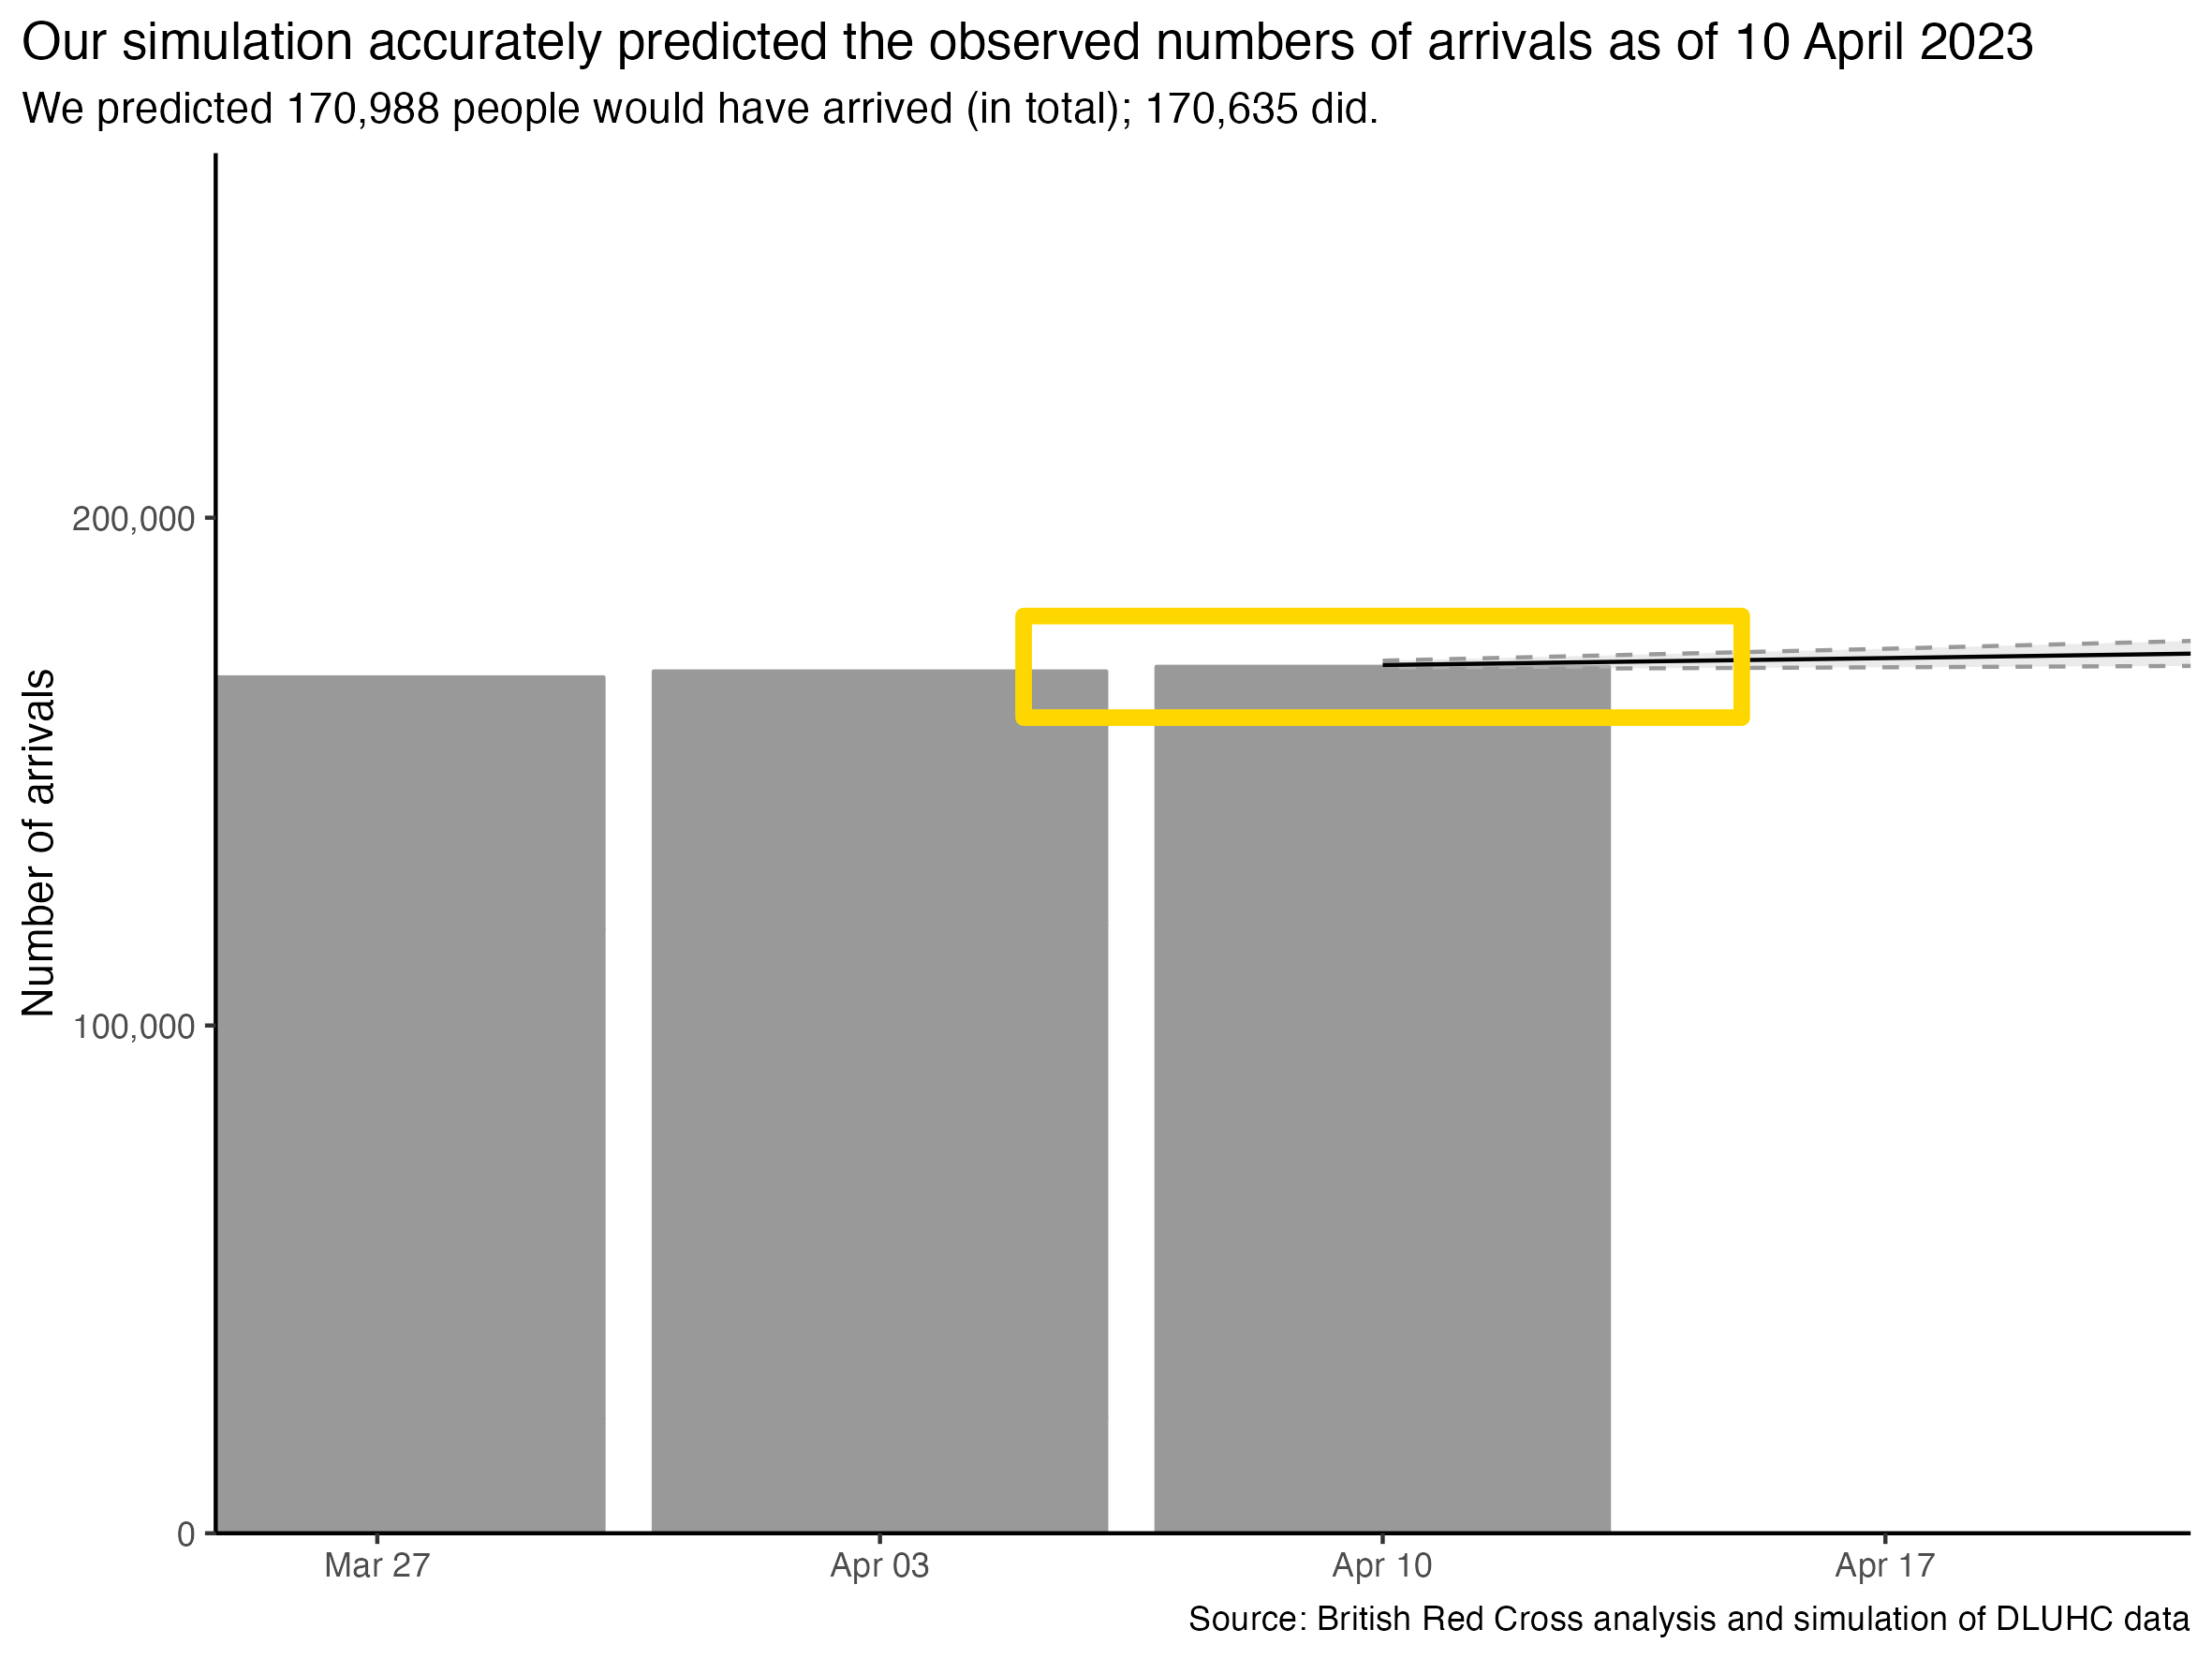 Our simulation accurately predicted the observed numbers of arrivals as of 10 April 2023
We predicted 170,988 people would have arrived (in total); 170,635 did.
Number of arrivals
200,000
100,000
0
Mar 27
Apr 03
Apr 10
Apr 17
Source: British Red Cross analysis and simulation of DLUHC data